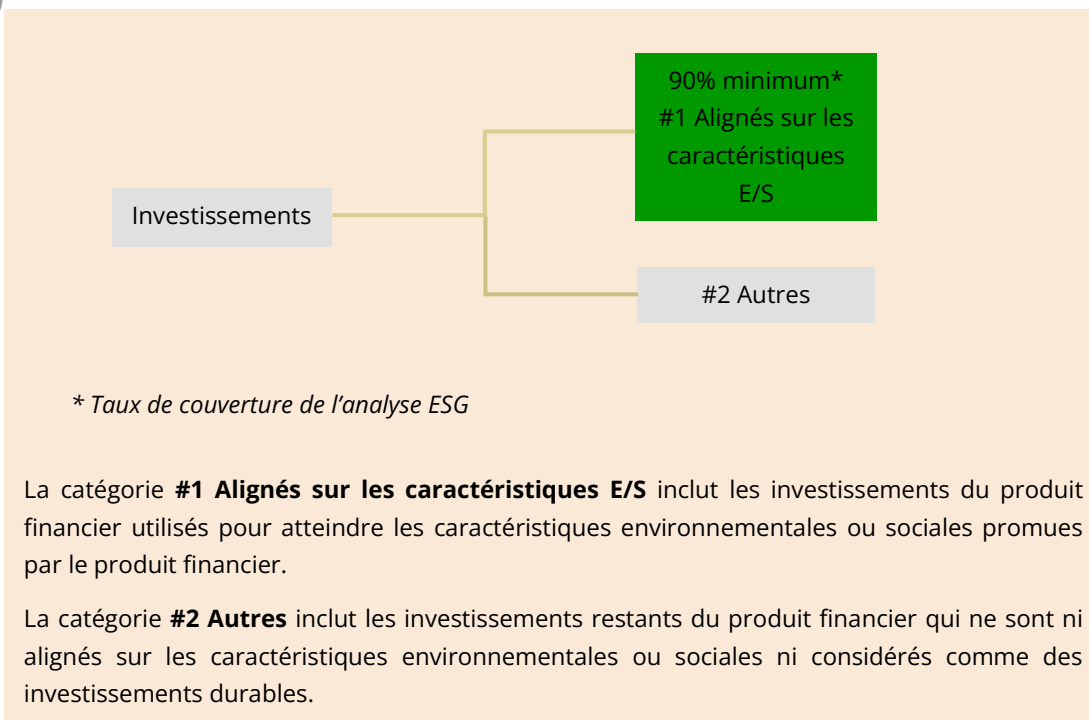 90% minimum*
#1 Alignés sur les
caractéristiques
E/S
Investissements
#2 Autres
* Taux de couverture de l’analyse ESG
La catégorie #1 Alignés sur les caractéristiques E/S inclut les investissements du produit
financier utilisés pour atteindre les caractéristiques environnementales ou sociales promues
par le produit financier.
La catégorie #2 Autres inclut les investissements restants du produit financier qui ne sont ni
alignés sur les caractéristiques environnementales ou sociales ni considérés comme des
investissements durables.